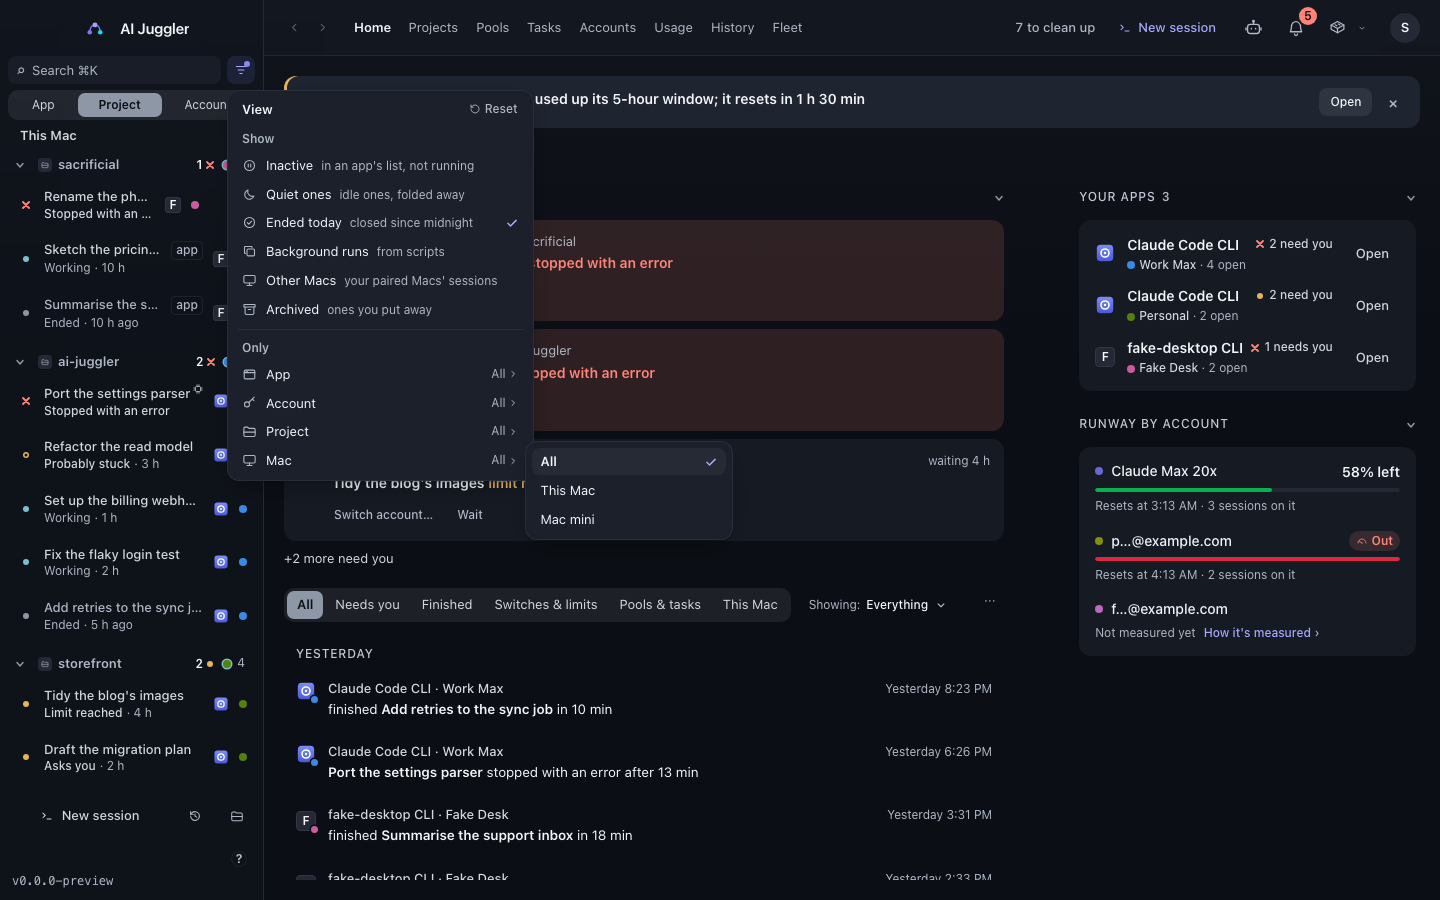 AI Juggler
Search ⌘K
App
Project
Accoun
This Mac
sacrificial
1
Rename the ph...
Stopped with an ...
F
Sketch the pricin...
app
Working · 10 h
F
Summarise the s...
app
Ended · 10 h ago
F
ai-juggler
2
Port the settings parser
Stopped with an error
Refactor the read model
Probably stuck · 3 h
Set up the billing webh...
Working · 1 h
Fix the flaky login test
Working · 2 h
Add retries to the sync j...
Ended · 5 h ago
storefront
2
4
Tidy the blog's images
Limit reached · 4 h
Draft the migration plan
Asks you · 2 h
New session
?
v0.0.0-preview
Home
Projects
Pools
Tasks
Accounts
Usage
History
Fleet
7 to clean up
New session
5
S
used up its 5-hour window; it resets in 1 h 30 min
Open
View
Reset
Show
Inactive in an app's list, not running
Quiet ones idle ones, folded away
Ended today closed since midnight
Background runs from scripts
Other Macs your paired Macs' sessions
Archived ones you put away
Only
App All
Account All
Project All
Mac All
All
This Mac
Mac mini
crificial
stopped with an error
uggler
pped with an error
waiting 4 h
Tidy the blog's images limit r
Switch account...
Wait
+2 more need you
All
Needs you
Finished
Switches & limits
Pools & tasks
This Mac
Showing: Everything
...
YESTERDAY
Claude Code CLI · Work Max
Yesterday 8:23 PM
finished Add retries to the sync job in 10 min
Claude Code CLI · Work Max
Yesterday 6:26 PM
Port the settings parser stopped with an error after 13 min
F
fake-desktop CLI · Fake Desk
Yesterday 3:31 PM
finished Summarise the support inbox in 18 min
fake-desktop CLI · Fake Desk
Yesterday 2:33 PM
YOUR APPS 3
Claude Code CLI
2 need you
Work Max · 4 open
Open
Claude Code CLI
2 need you
Personal · 2 open
Open
F
fake-desktop CLI
1 needs you
Fake Desk · 2 open
Open
RUNWAY BY ACCOUNT
Claude Max 20x
58% left
Resets at 3:13 AM · 3 sessions on it
p...@example.com
Out
Resets at 4:13 AM · 2 sessions on it
f...@example.com
Not measured yet How it's measured ›